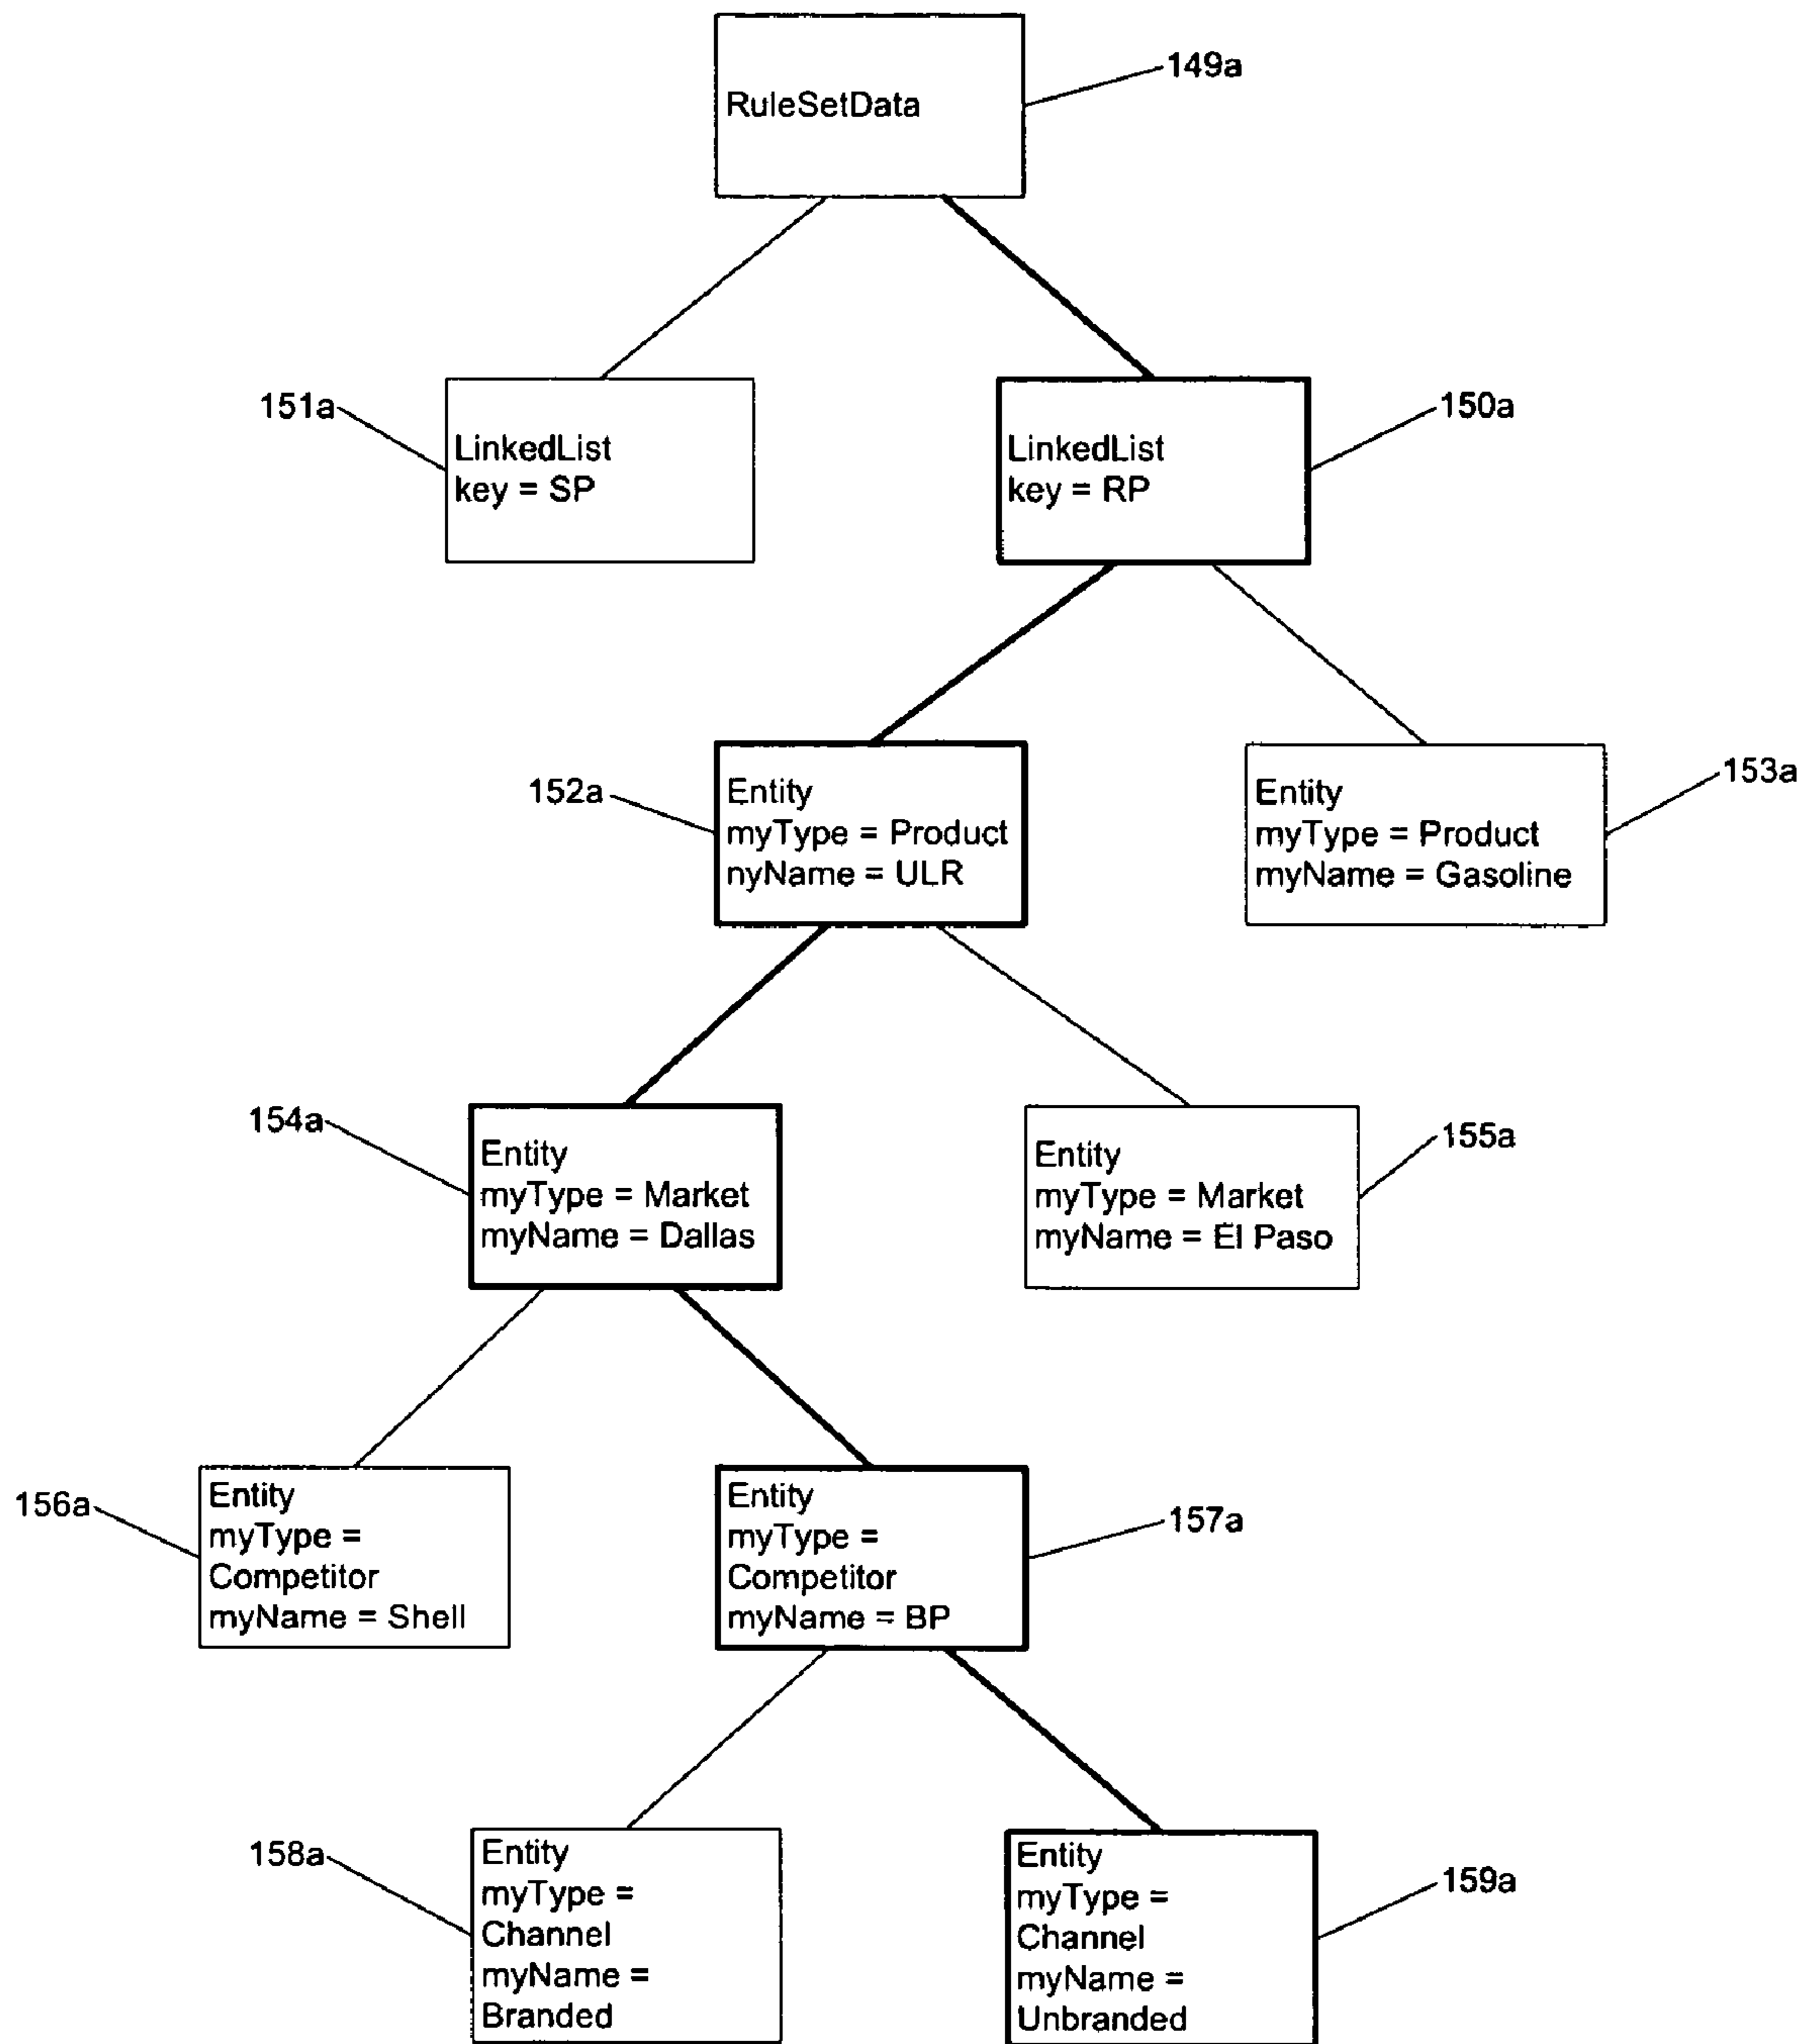 RuleSetData
149a
151a
LinkedList
key = SP
LinkedList
key = RP
150a
152a
Entity
myType = Product
nyName = ULR
Entity
myType = Product
myName = Gasoline
153a
154a
Entity
myType = Market
myName = Dallas
Entity
myType = Market
myName = El Paso
155a
156a
Entity
myType =
Competitor
myName = Shell
Entity
myType =
Competitor
myName = BP
157a
158a
Entity
myType =
Channel
myName =
Branded
Entity
myType =
Channel
myName =
Unbranded
159a